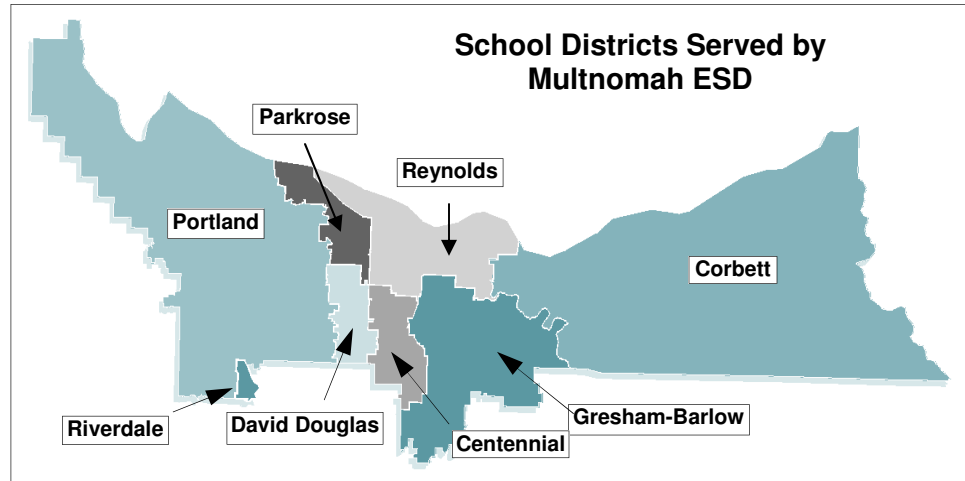 School Districts Served by
Multnomah ESD
Parkrose
Reynolds
Portland
Corbett
Riverdale
David Douglas
Centennial
Gresham-Barlow